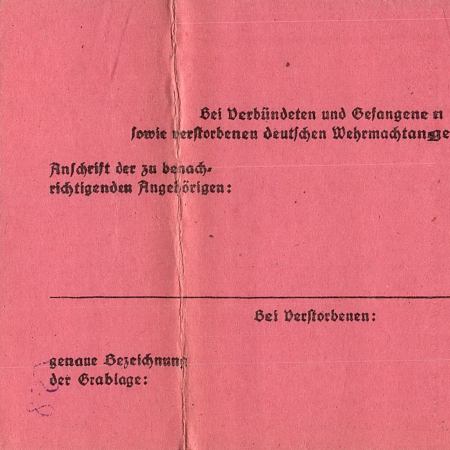 Bei Verbündeten und Gefangenen
sowie verstorbenen deutschen Wehrmachtange
Anschrift der zu benach-
richtigenden Angehörigen:
Bei Verstorbenen:
genaue Bezeichnung
der Grablage: